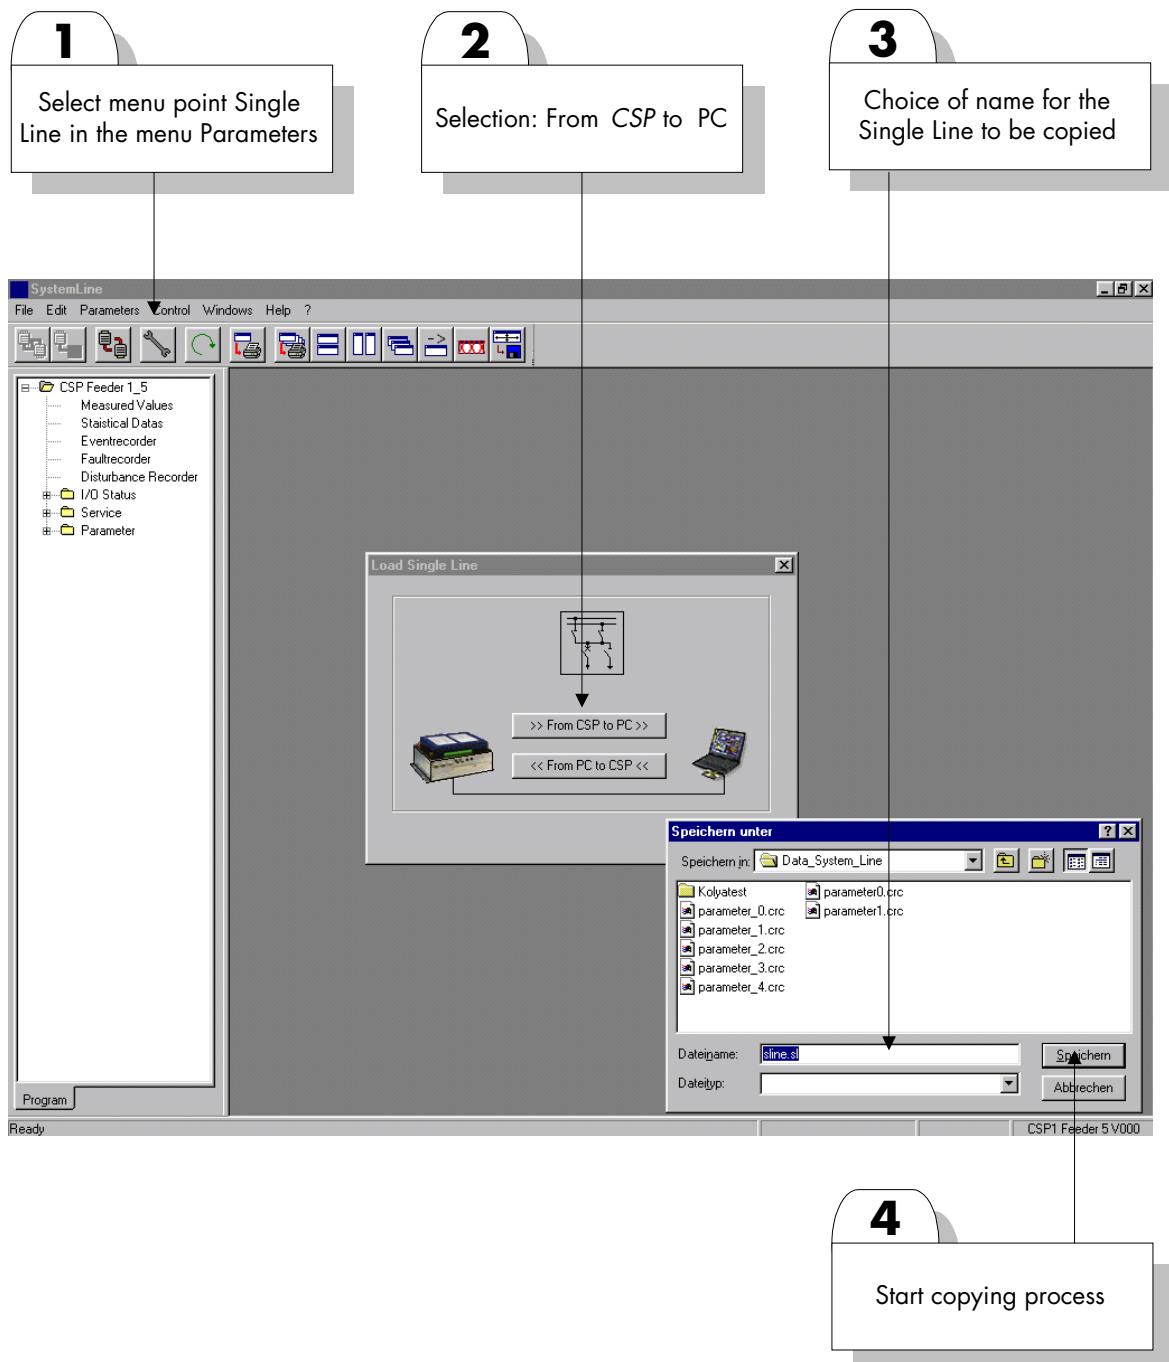 1
Select menu point Single
Line in the menu Parameters
2
Selection: From CSP to PC
3
Choice of name for the
Single Line to be copied
SystemLine
File Edit Parameters Control Windows Help ?
CSP Feeder 1_5
Measured Values
Staistical Datas
Eventrecorder
Faultrecorder
Disturbance Recorder
I/O Status
Service
Parameter
Load Single Line
>> From CSP to PC >>
<< From PC to CSP <<
Speichern unter
Speichern in: Data_System_Line
Kolyatest
parameter_0.crc
parameter_1.crc
parameter_2.crc
parameter_3.crc
parameter_4.crc
parameter0.crc
parameter1.crc
Dateiname: sline.sl
Speichern
Dateityp:
Abbrechen
Program
Ready
CSP1 Feeder 5 V000
4
Start copying process